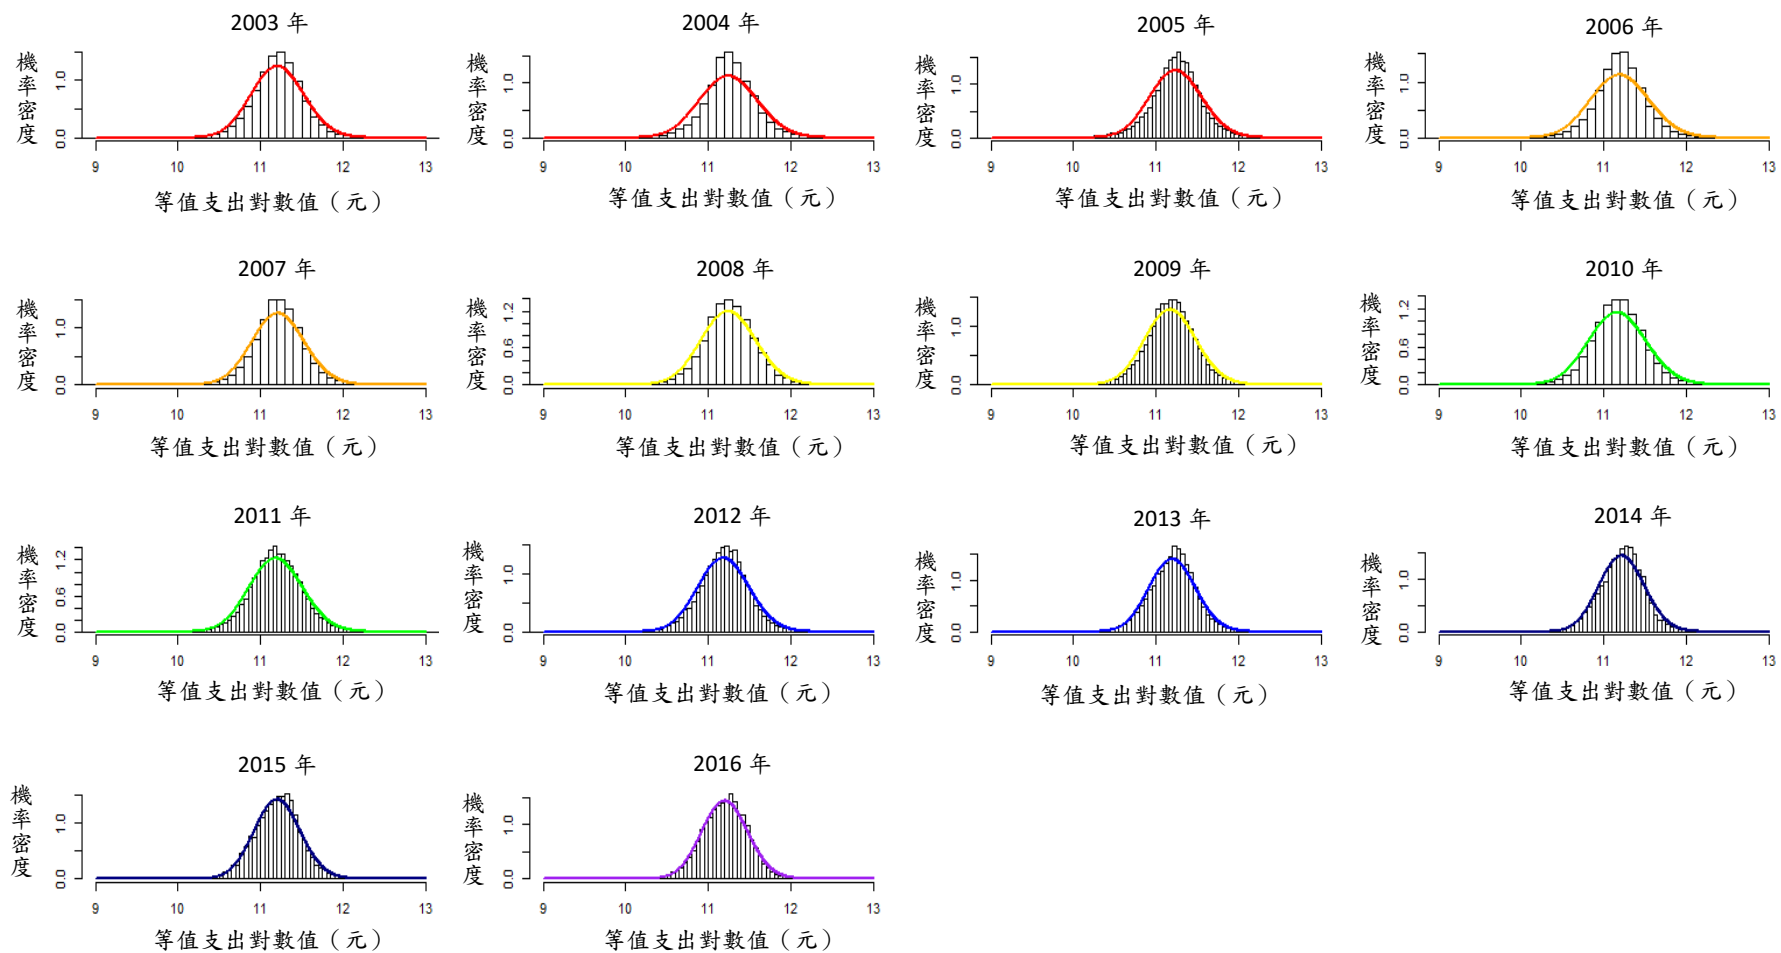 2003 年
機率密度
0.0 1.0
9 10 11 12 13
等值支出對數值（元）
2004 年
機率密度
0.0 1.0
9 10 11 12 13
等值支出對數值（元）
2005 年
機率密度
0.0 1.0
9 10 11 12 13
等值支出對數值（元）
2006 年
機率密度
0.0 1.0
9 10 11 12 13
等值支出對數值（元）
2007 年
機率密度
0.0 1.0
9 10 11 12 13
等值支出對數值（元）
2008 年
機率密度
0.0 0.6 1.2
9 10 11 12 13
等值支出對數值（元）
2009 年
機率密度
0.0 1.0
9 10 11 12 13
等值支出對數值（元）
2010 年
機率密度
0.0 0.6 1.2
9 10 11 12 13
等值支出對數值（元）
2011 年
機率密度
0.0 0.6 1.2
9 10 11 12 13
等值支出對數值（元）
2012 年
機率密度
0.0 1.0
9 10 11 12 13
等值支出對數值（元）
2013 年
機率密度
0.0 1.0
9 10 11 12 13
等值支出對數值（元）
2014 年
機率密度
0.0 1.0
9 10 11 12 13
等值支出對數值（元）
2015 年
機率密度
0.0 1.0
9 10 11 12 13
等值支出對數值（元）
2016 年
機率密度
0.0 1.0
9 10 11 12 13
等值支出對數值（元）